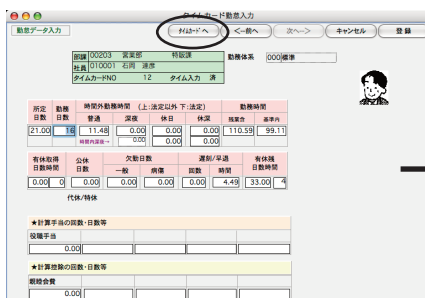 タイムカード勤怠入力
勤怠データ入力 ﾀｲﾑｶｰﾄﾞへ <--前へ 次へ--> キャンセル 登 録
部課 00203 営業部 特販課 勤務体系 000 標準
社員 010001 石岡 達彦
タイムカードNO 12 タイム入力 済
所定日数 勤務日数 時間外勤務時間 (上:法定以外 下:法定) 勤務時間
普通 深夜 休日 休深 残業合 基準内
21.00 16 11.48 0.00 0.00 0.00 110.59 99.11
時間内深夜→ 0.00 0.00 0.00
有休取得日数時間 公休日数 欠勤日数 遅刻/早退 有休残日数時間
一般 病傷 回数 時間
0.00 0 0.00 0.00 0.00 0.00 4.49 33.00 4
代休/特休
★計算手当の回数・日数等
役職手当
0.00
★計算控除の回数・日数等
親睦会費
0.00